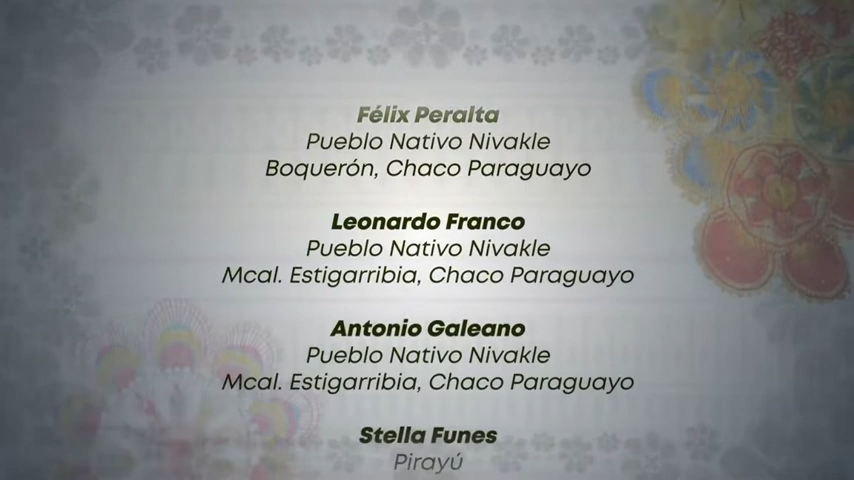 Félix Peralta
Pueblo Nativo Nivakle
Boquerón, Chaco Paraguayo
Leonardo Franco
Pueblo Nativo Nivakle
Mcal. Estigarribia, Chaco Paraguayo
Antonio Galeano
Pueblo Nativo Nivakle
Mcal. Estigarribia, Chaco Paraguayo
Stella Funes
Pirayú